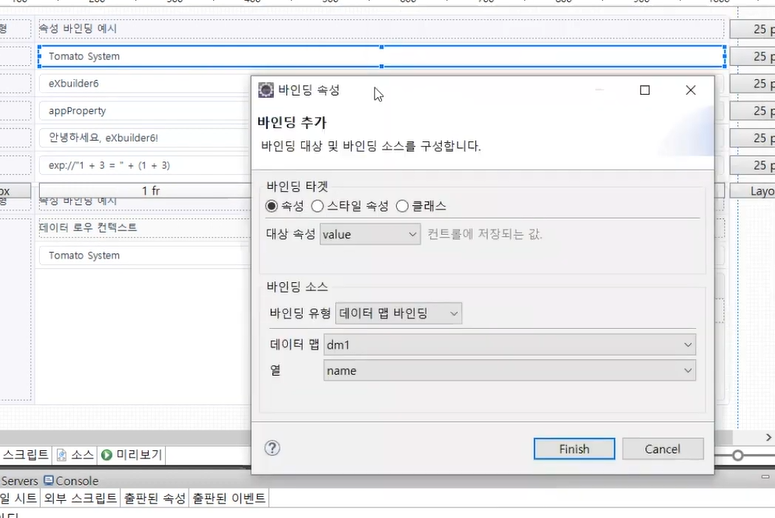 형 속성 바인딩 예시 25 p
Tomato System 25 p
eXbuilder6 25 p
appProperty 25 p
안녕하세요, eXbuilder6! 25 p
exp://"1 + 3 = " + (1 + 3) 25 p
ox 1 fr Layo
형 속성 바인딩 예시
데이터 로우 컨텍스트
Tomato System
바인딩 속성
바인딩 추가
바인딩 대상 및 바인딩 소스를 구성합니다.
바인딩 타겟
속성 스타일 속성 클래스
대상 속성 value 컨트롤에 저장되는 값.
바인딩 소스
바인딩 유형 데이터 맵 바인딩
데이터 맵 dm1
열 name
Finish Cancel
스크립트 소스 미리보기
Servers Console
일 시트 외부 스크립트 출판된 속성 출판된 이벤트